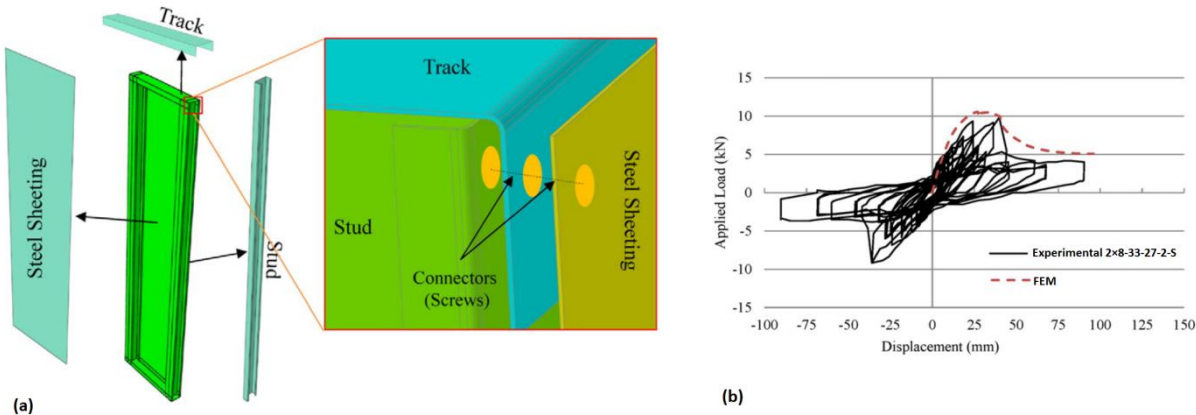 Track
Steel Sheeting
Stud
Track
Stud
Steel Sheeting
Connectors
(Screws)
(a)
15
10
5
0
-5
-10
-15
Applied Load (kN)
Experimental 2×8-33-27-2-S
FEM
-100 -75 -50 -25 0 25 50 75 100 125 150
Displacement (mm)
(b)